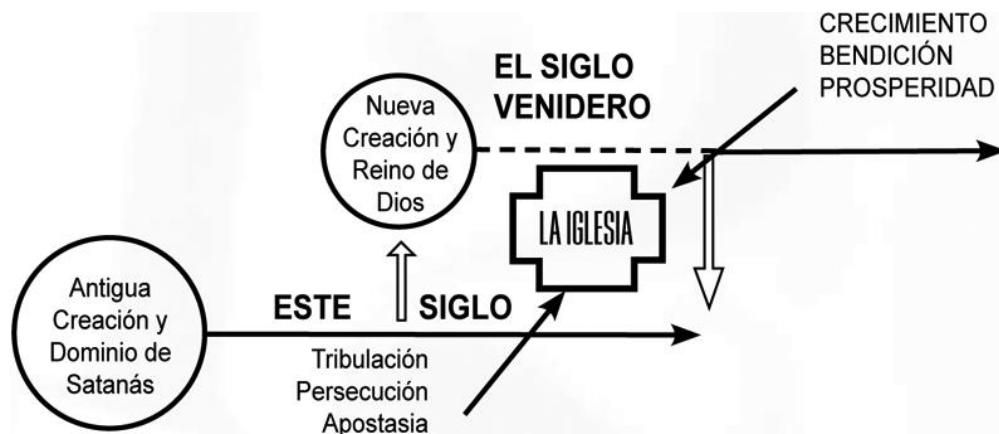 CRECIMIENTO
BENDICIÓN
PROSPERIDAD
EL SIGLO
VENIDERO
Nueva
Creación y
Reino de
Dios
LA IGLESIA
Antigua
Creación y
Dominio de
Satanás
ESTE SIGLO
Tribulación
Persecución
Apostasia